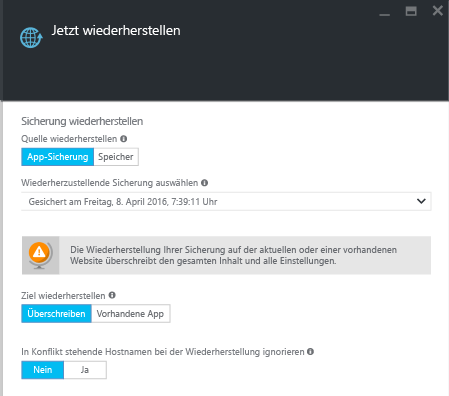 Jetzt wiederherstellen
Sicherung wiederherstellen
Quelle wiederherstellen
App-Sicherung Speicher
Wiederherzustellende Sicherung auswählen
Gesichert am Freitag, 8. April 2016, 7:39:11 Uhr
Die Wiederherstellung Ihrer Sicherung auf der aktuellen oder einer vorhandenen
Website überschreibt den gesamten Inhalt und alle Einstellungen.
Ziel wiederherstellen
Überschreiben Vorhandene App
In Konflikt stehende Hostnamen bei der Wiederherstellung ignorieren
Nein Ja